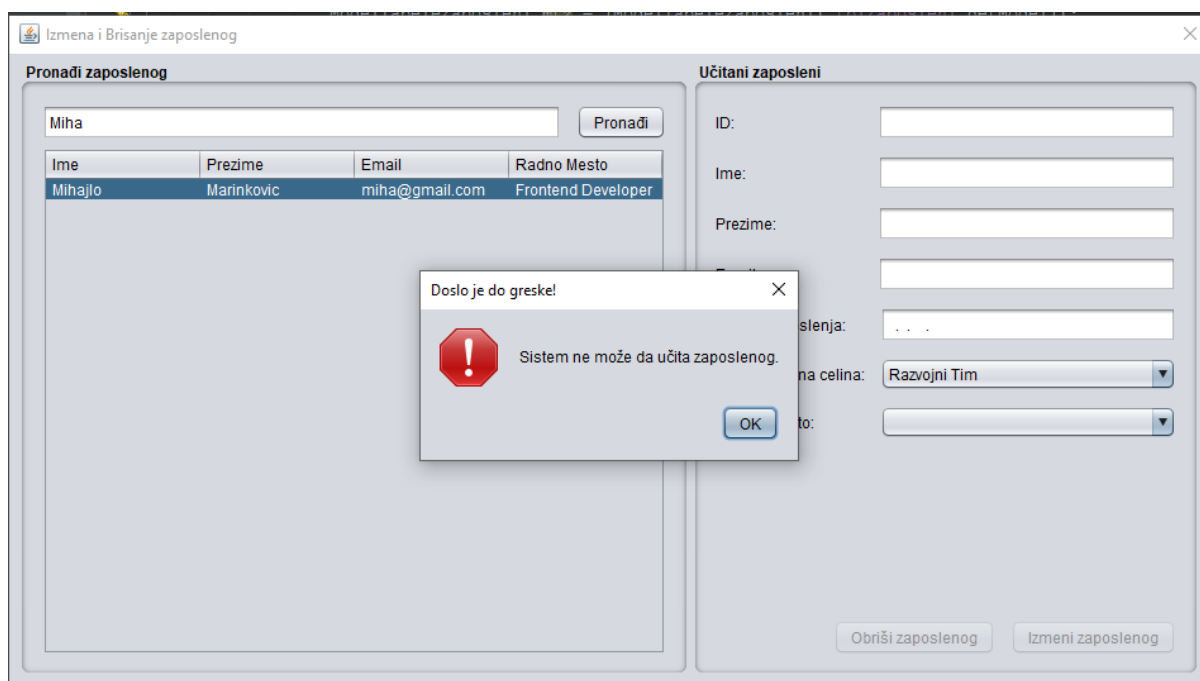 Izmena i Brisanje zaposlenog
Pronađi zaposlenog
Miha
Pronađi
Ime Prezime Email Radno Mesto
Mihajlo Marinkovic miha@gmail.com Frontend Developer
Učitani zaposleni
ID:
Ime:
Prezime:
slenja: . . .
na celina: Razvojni Tim
to:
Doslo je do greske!
Sistem ne može da učita zaposlenog.
OK
Obriši zaposlenog Izmeni zaposlenog